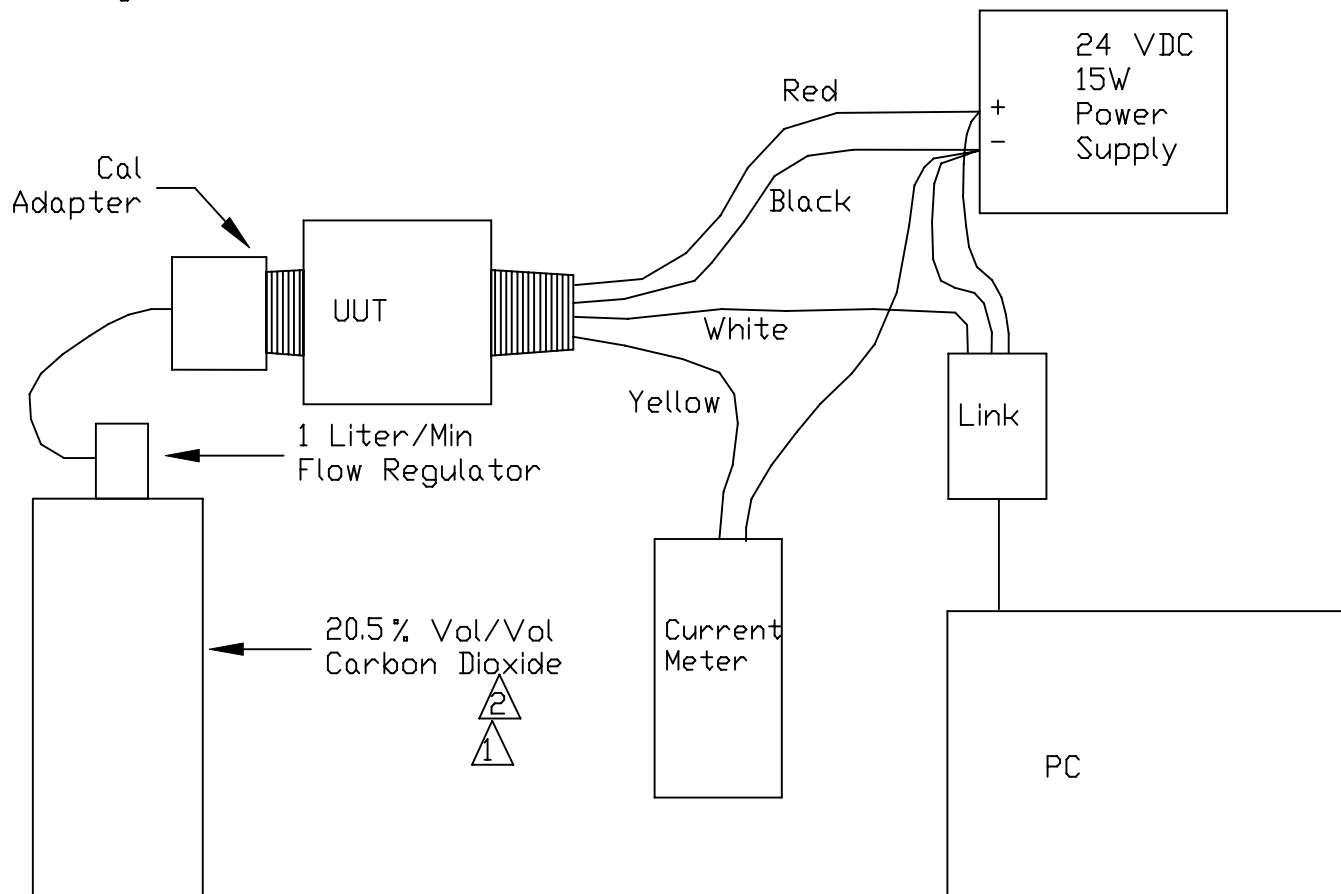 24 VDC
15W
Power
Supply
+
-
Red
Black
Cal
Adapter
UUT
White
Yellow
Link
1 Liter/Min
Flow Regulator
20.5% Vol/Vol
Carbon Dioxide
2
1
Current
Meter
PC